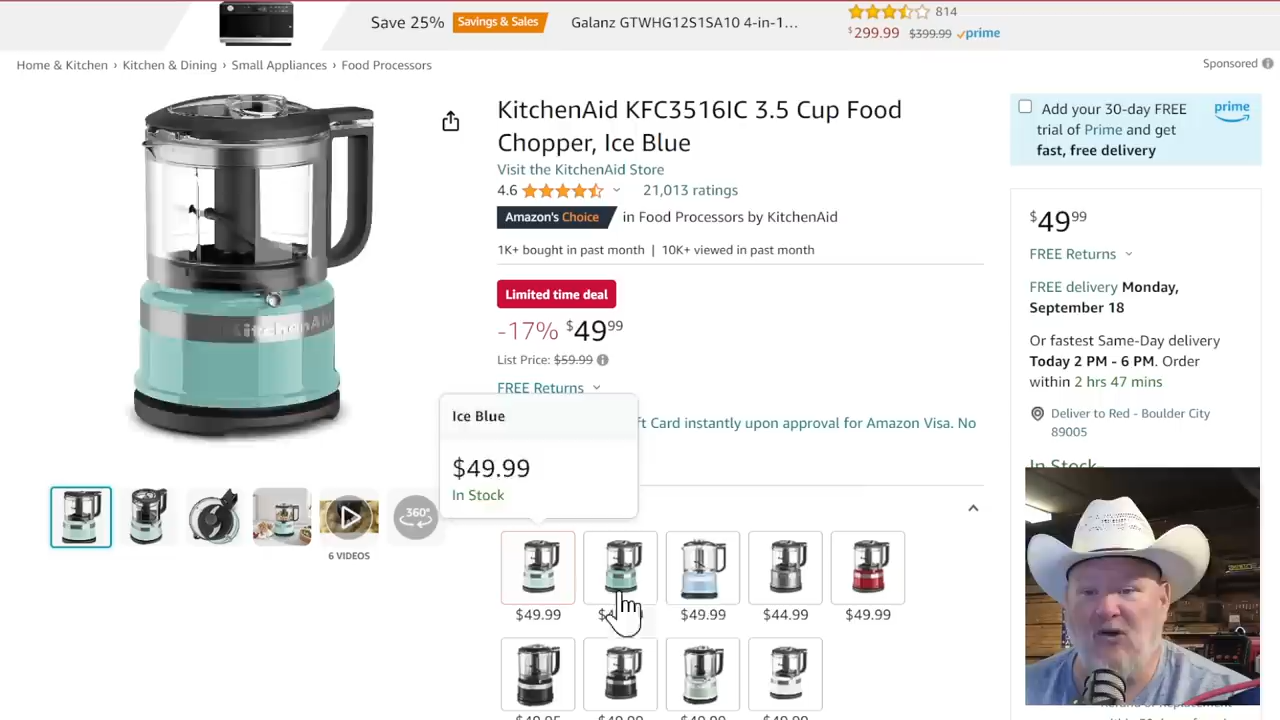 Save 25%
Savings & Sales
Galanz GTWHG12S1SA10 4-in-1...
814
$299.99 $399.99 prime
Home & Kitchen › Kitchen & Dining › Small Appliances › Food Processors
Sponsored
KitchenAid KFC3516IC 3.5 Cup Food
Chopper, Ice Blue
Visit the KitchenAid Store
4.6
21,013 ratings
Amazon's Choice in Food Processors by KitchenAid
1K+ bought in past month | 10K+ viewed in past month
Limited time deal
-17% $49 99
List Price: $59.99
FREE Returns
ft Card instantly upon approval for Amazon Visa. No
Ice Blue
$49.99
In Stock
KitchenAid
360°
6 VIDEOS
$49.99
$49.99
$44.99
$49.99
Add your 30-day FREE
trial of Prime and get
fast, free delivery
prime
$49 99
FREE Returns
FREE delivery Monday,
September 18
Or fastest Same-Day delivery
Today 2 PM - 6 PM. Order
within 2 hrs 47 mins
Deliver to Red - Boulder City
89005
In Stock